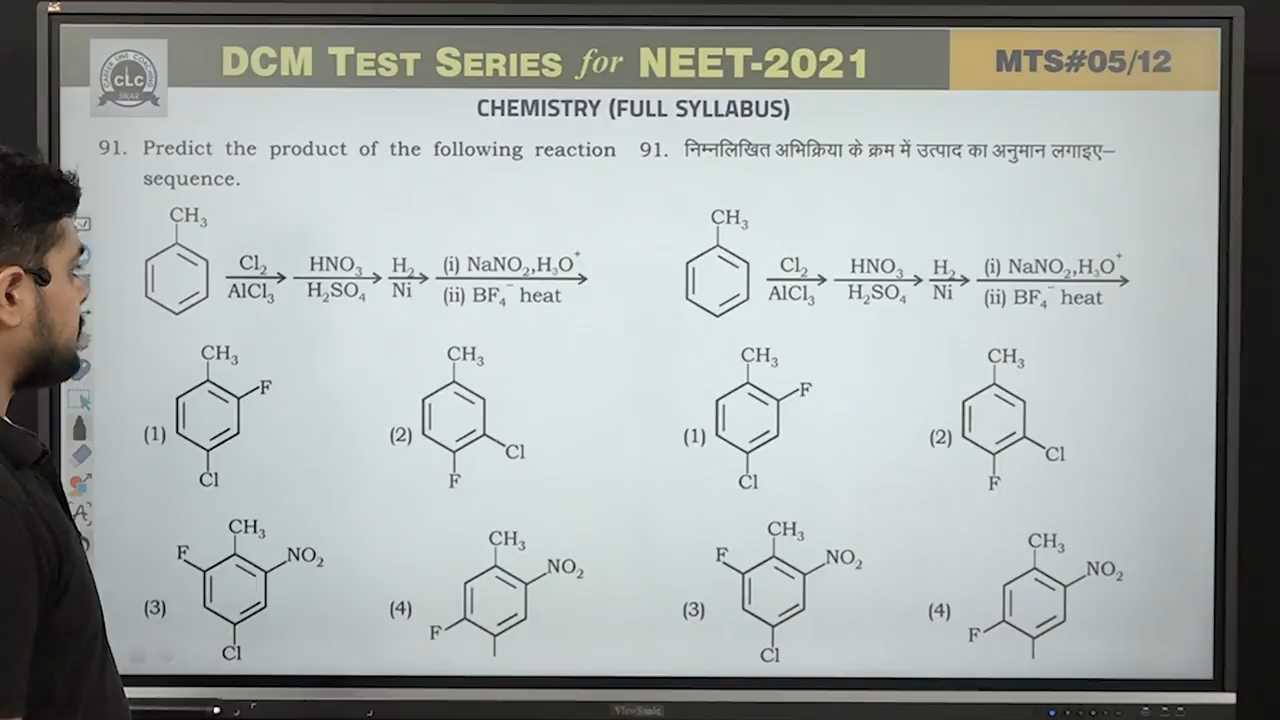 DCM TEST SERIES for NEET-2021
MTS#05/12
CLC
CHEMISTRY (FULL SYLLABUS)
91. Predict the product of the following reaction
sequence.
CH₃
Cl₂
AlCl₃
HNO₃
H₂SO₄
H₂
Ni
(i) NaNO₂,H₃O⁺
(ii) BF₄⁻ heat
(1)
CH₃
F
Cl
(2)
CH₃
Cl
F
(3)
CH₃
F
NO₂
Cl
(4)
CH₃
NO₂
F
91. निम्नलिखित अभिक्रिया के क्रम में उत्पाद का अनुमान लगाइए–
CH₃
Cl₂
AlCl₃
HNO₃
H₂SO₄
H₂
Ni
(i) NaNO₂,H₃O⁺
(ii) BF₄⁻ heat
(1)
CH₃
F
Cl
(2)
CH₃
Cl
F
(3)
CH₃
F
NO₂
Cl
(4)
CH₃
NO₂
F
ViewSonic